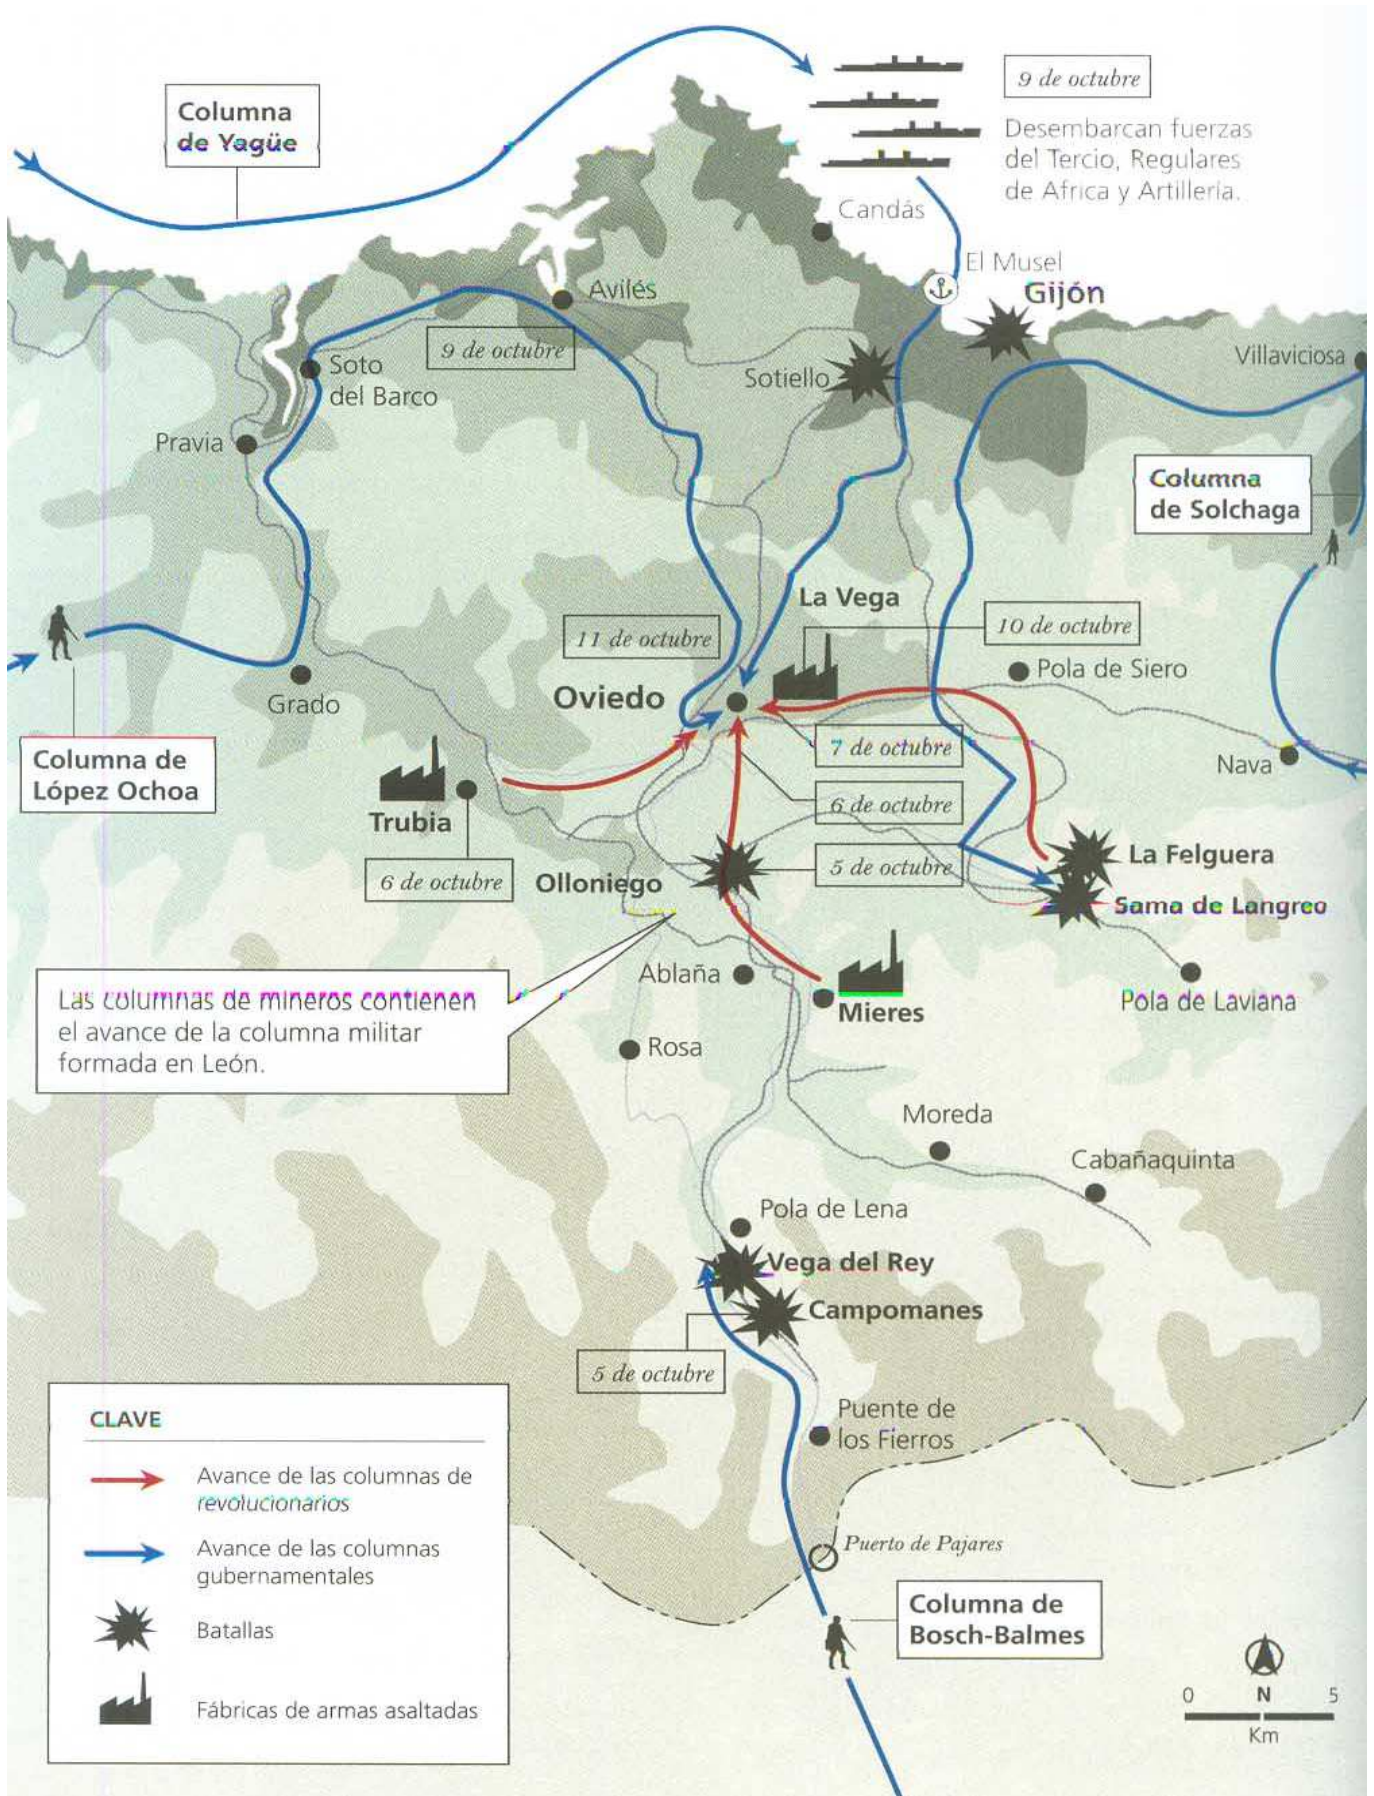 Columna
de Yagüe
9 de octubre
Desembarcan fuerzas
del Tercio, Regulares
de Africa y Artillería.
Candás
El Musel
Gijón
Avilés
9 de octubre
Soto
del Barco
Sotiello
Villaviciosa
Pravia
Columna
de Solchaga
La Vega
11 de octubre
10 de octubre
Pola de Siero
Oviedo
Grado
7 de octubre
Columna de
López Ochoa
Nava
6 de octubre
Trubia
5 de octubre
La Felguera
6 de octubre
Olloniego
Sama de Langreo
Ablaña
Pola de Laviana
Las columnas de mineros contienen
el avance de la columna militar
formada en León.
Mieres
Rosa
Moreda
Cabañaquinta
Pola de Lena
Vega del Rey
Campomanes
5 de octubre
Puente de
los Fierros
CLAVE
Avance de las columnas de
revolucionarios
Avance de las columnas
gubernamentales
Batallas
Fábricas de armas asaltadas
Puerto de Pajares
Columna de
Bosch-Balmes
0 N 5
Km